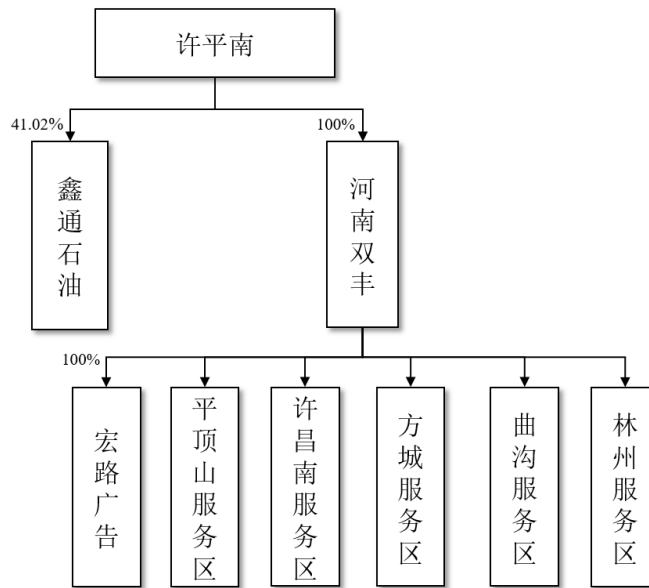 许平南
41.02%
100%
鑫通石油
河南双丰
100%
宏路广告
平顶山服务区
许昌南服务区
方城服务区
曲沟服务区
林州服务区